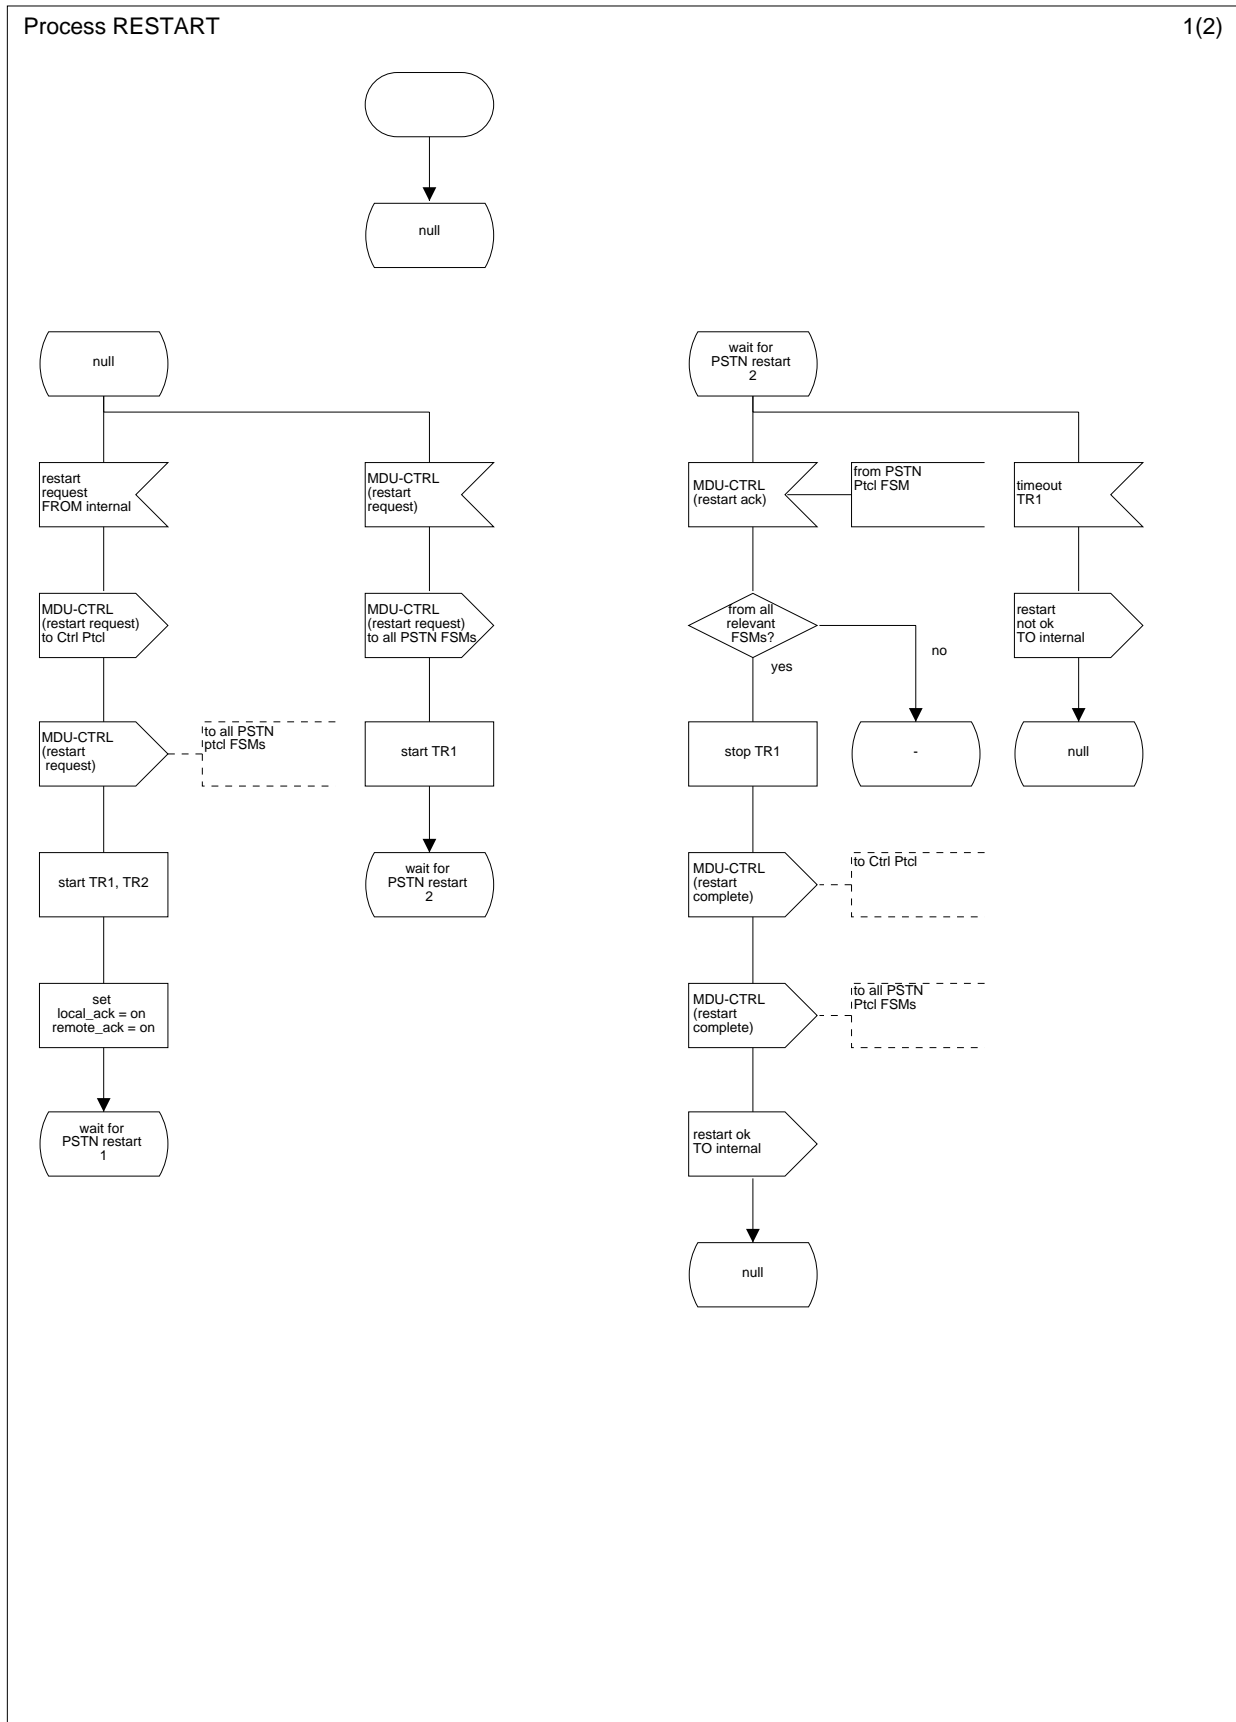 Process RESTART
1(2)
null
null
restart
request
FROM internal
MDU-CTRL
(restart request)
to Ctrl Ptcl
MDU-CTRL
(restart
request)
to all PSTN
ptcl FSMs
start TR1, TR2
set
local_ack = on
remote_ack = on
wait for
PSTN restart
1
MDU-CTRL
(restart
request)
MDU-CTRL
(restart request)
to all PSTN FSMs
start TR1
wait for
PSTN restart
2
wait for
PSTN restart
2
MDU-CTRL
(restart ack)
from PSTN
Ptcl FSM
from all
relevant
FSMs?
yes
no
stop TR1
-
MDU-CTRL
(restart
complete)
to Ctrl Ptcl
MDU-CTRL
(restart
complete)
to all PSTN
Ptcl FSMs
restart ok
TO internal
null
timeout
TR1
restart
not ok
TO internal
null